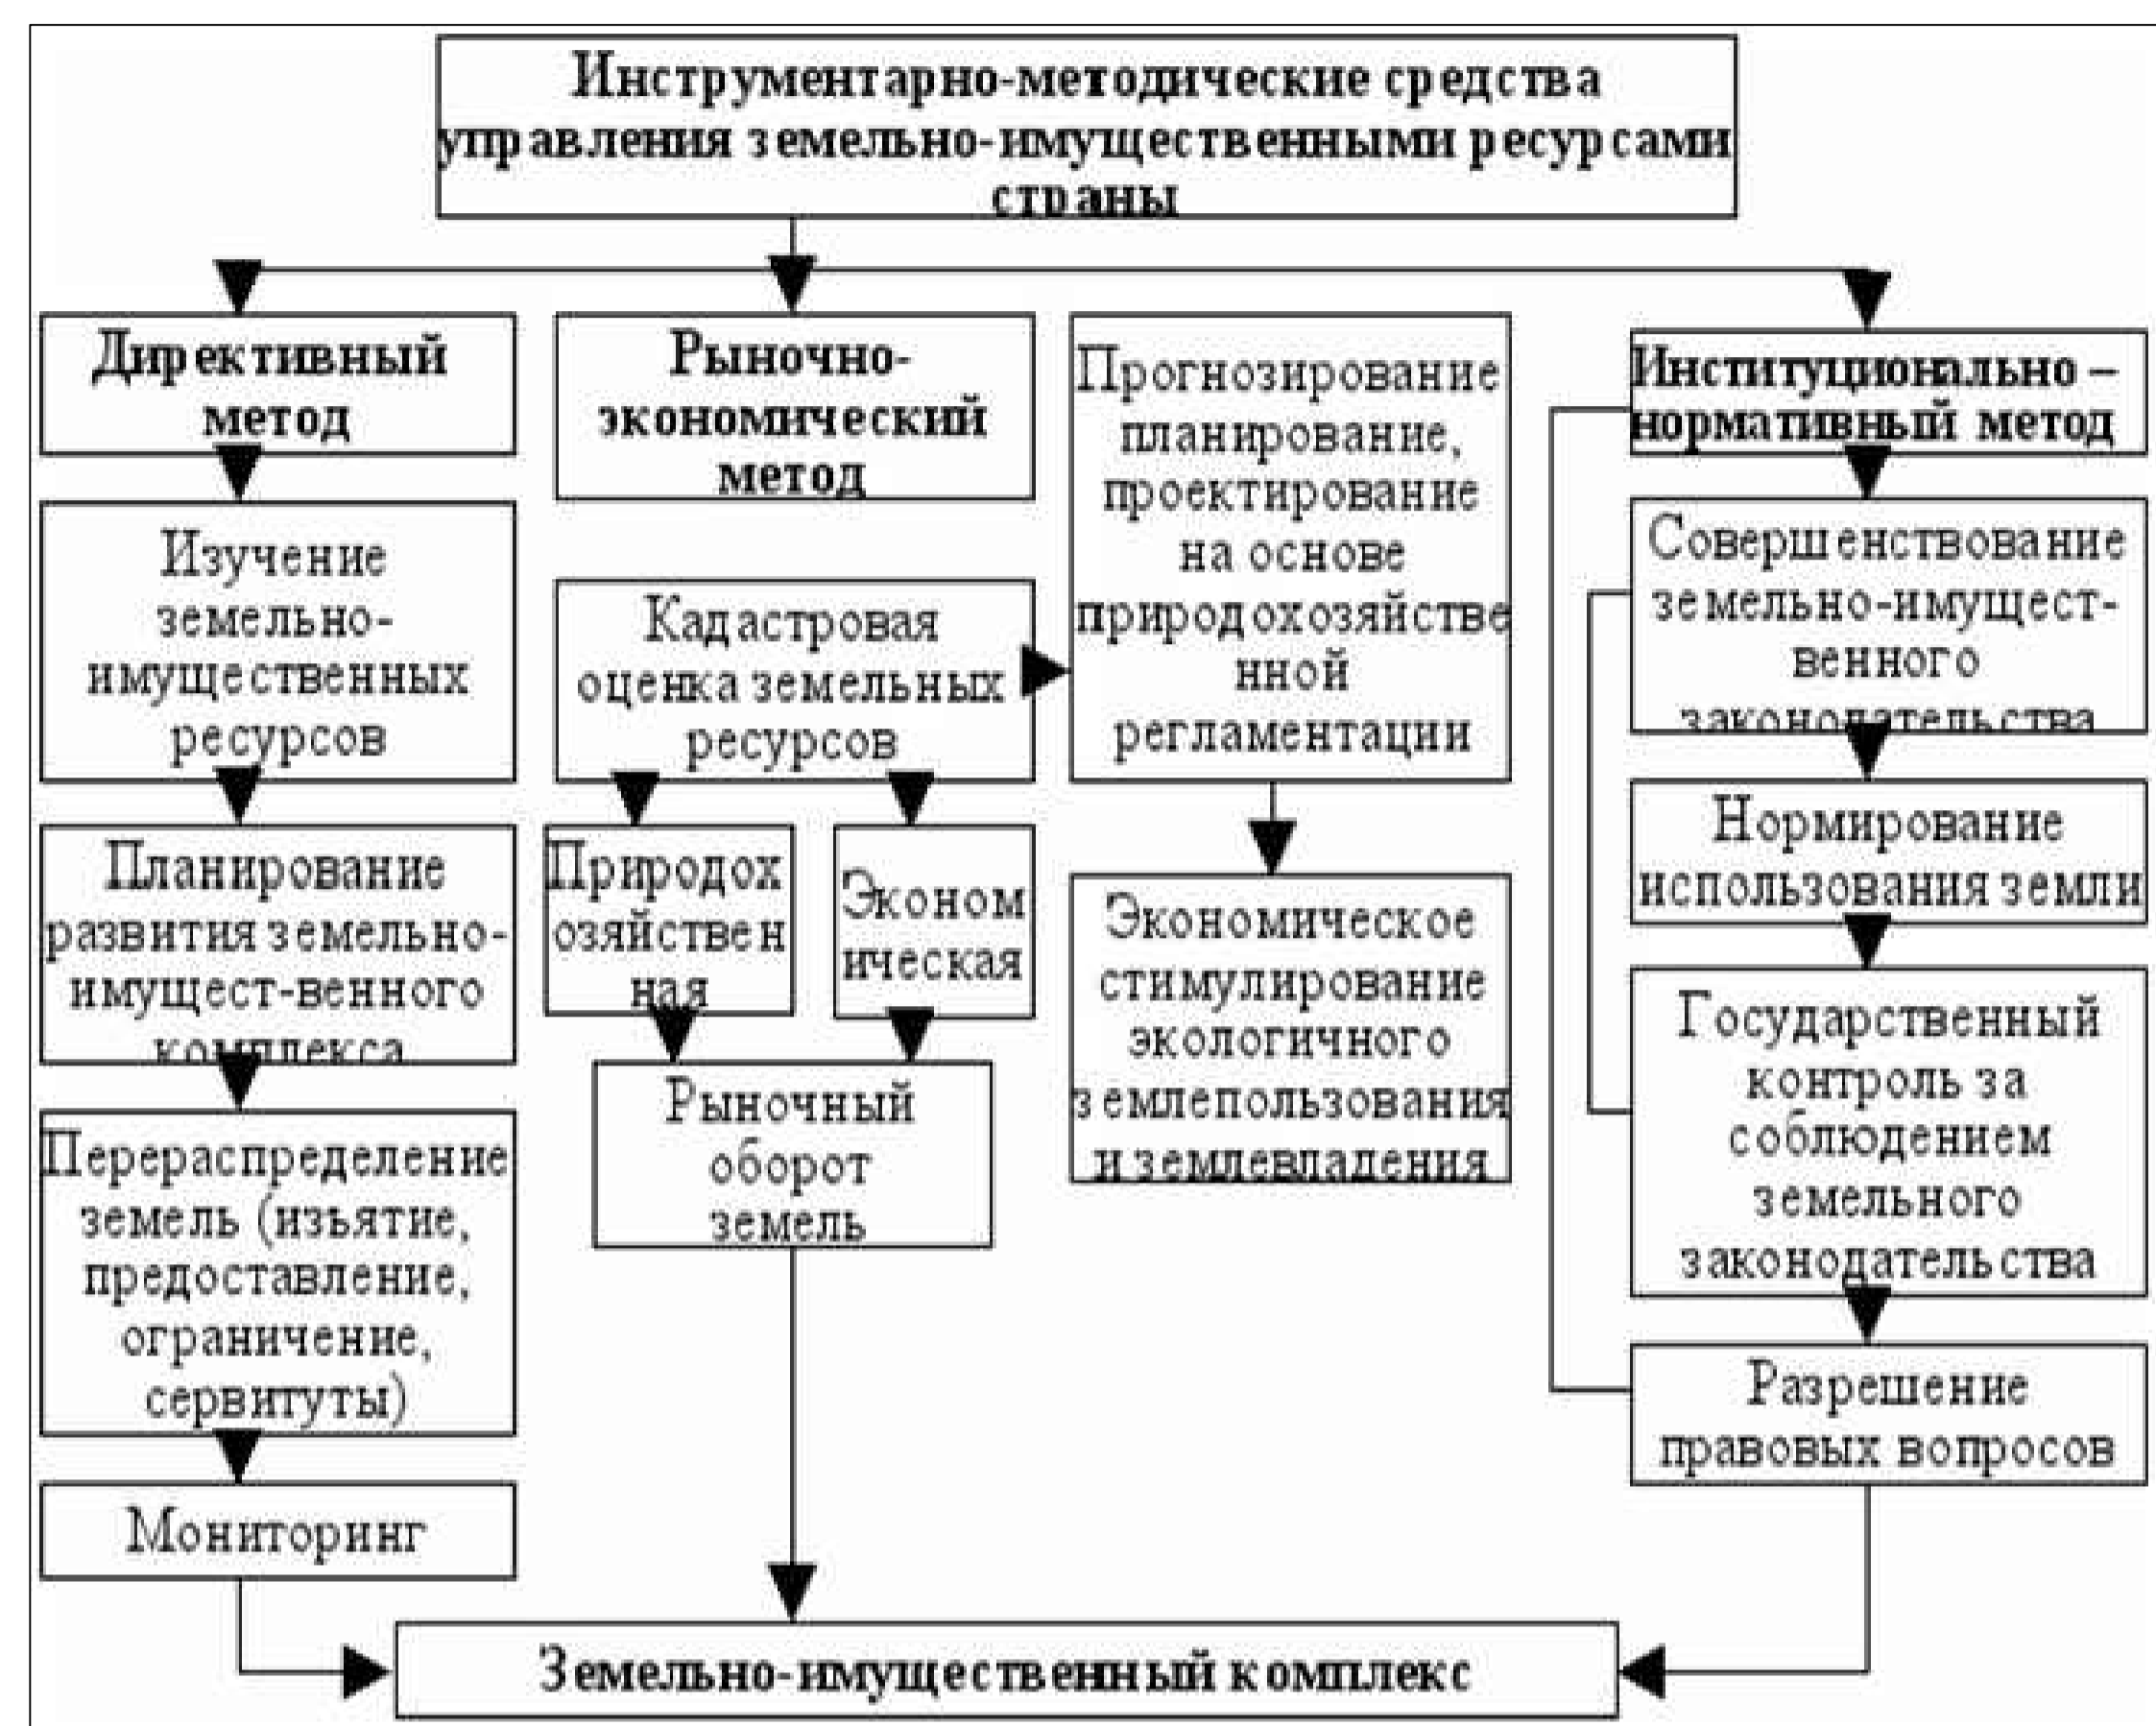 Инструментарно-методические средства
управления земельно-имущественными ресурсами
страны
Директивный
метод
Изучение
земельно-
имущественных
ресурсов
Планирование
развития земельно-
имущест-венного
комплекса
Перераспределение
земель (изьятие,
предоставление,
ограничение,
сервитуты)
Мониторинг
Рыночно-
экономический
метод
Кадастровая
оценка земельных
ресурсов
Природох
озяйствен
ная
Эконом
ическая
Рыночный
оборот
земель
Прогнозирование
планирование,
проектирование
на основе
природохозяйстве
нной
регламентации
Экономическое
стимулирование
экологичного
землепользования
и землевладения
Институционально –
нормативный метод
Совершенствование
земельно-имущест-
венного
законодательства
Нормирование
использования земли
Государственный
контроль за
соблюдением
земельного
законодательства
Разрешение
правовых вопросов
Земельно-имущественный комплекс